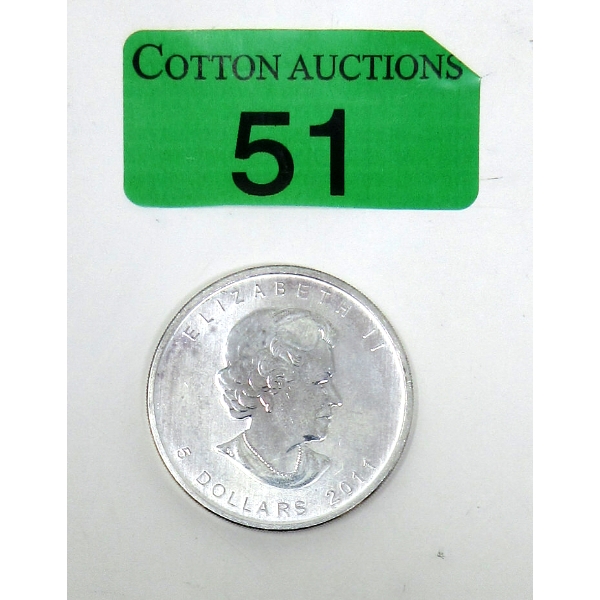 COTTON AUCTIONS
51
ELIZABETH II
5 DOLLARS 2011